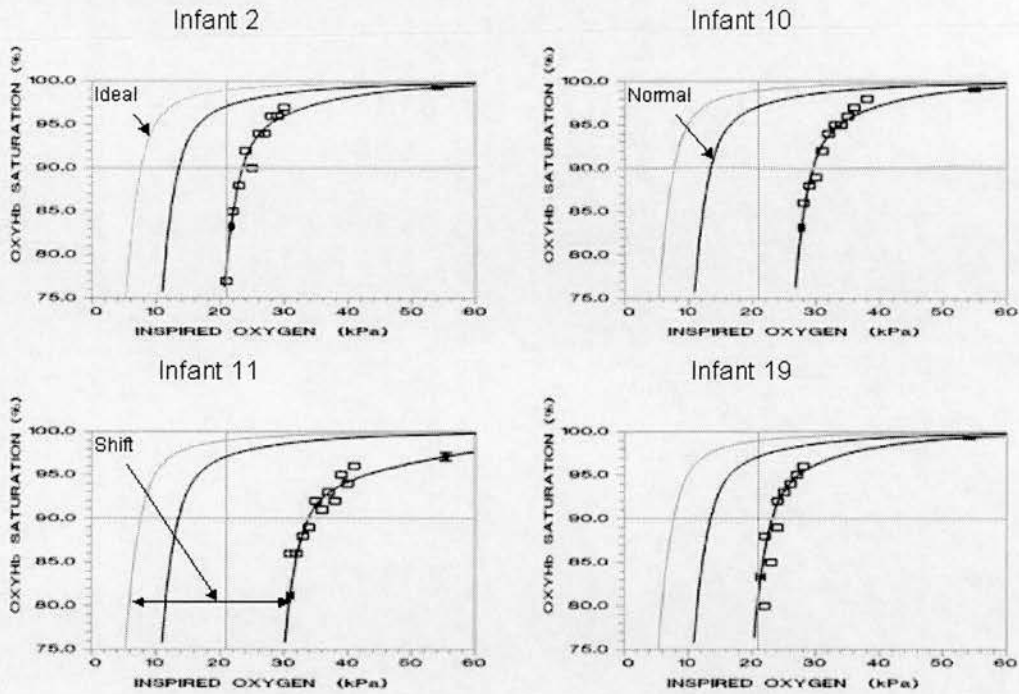 Infant 2
OXYHb SATURATION (%)
100.0
95.0
90.0
85.0
80.0
75.0
Ideal
0 10 20 30 40 50 60
INSPIRED OXYGEN (kPa)
Infant 10
OXYHb SATURATION (%)
100.0
95.0
90.0
85.0
80.0
75.0
Normal
0 10 20 30 40 50 60
INSPIRED OXYGEN (kPa)
Infant 11
OXYHb SATURATION (%)
100.0
95.0
90.0
85.0
80.0
75.0
Shift
0 10 20 30 40 50 60
INSPIRED OXYGEN (kPa)
Infant 19
OXYHb SATURATION (%)
100.0
95.0
90.0
85.0
80.0
75.0
0 10 20 30 40 50 60
INSPIRED OXYGEN (kPa)